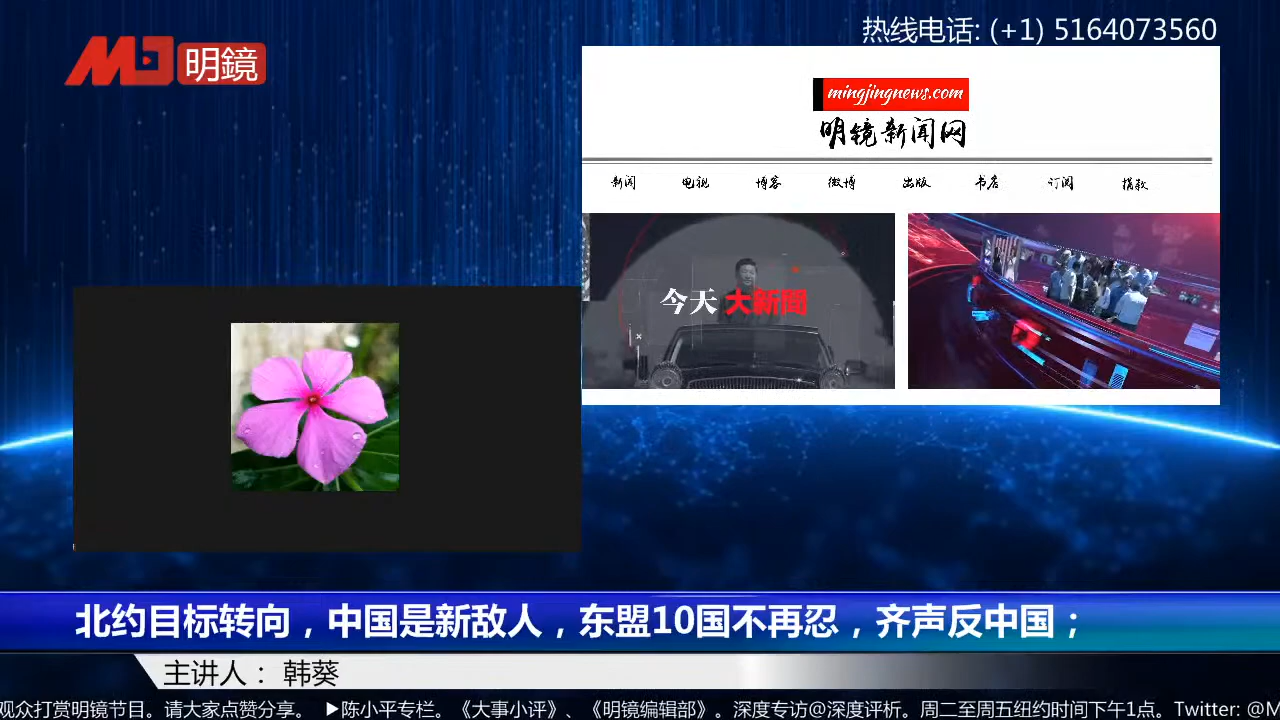 热线电话: (+1) 5164073560
明鏡
mingjingnews.com
明镜新闻网
新闻 电视 博客 微博 出版 书店 订阅 捐款
今天 大新聞
北约目标转向，中国是新敌人，东盟10国不再忍，齐声反中国；
主讲人： 韩葵
观众打赏明镜节目。请大家点赞分享。 ▶陈小平专栏。《大事小评》、《明镜编辑部》。深度专访@深度评析。周二至周五纽约时间下午1点。Twitter: @M